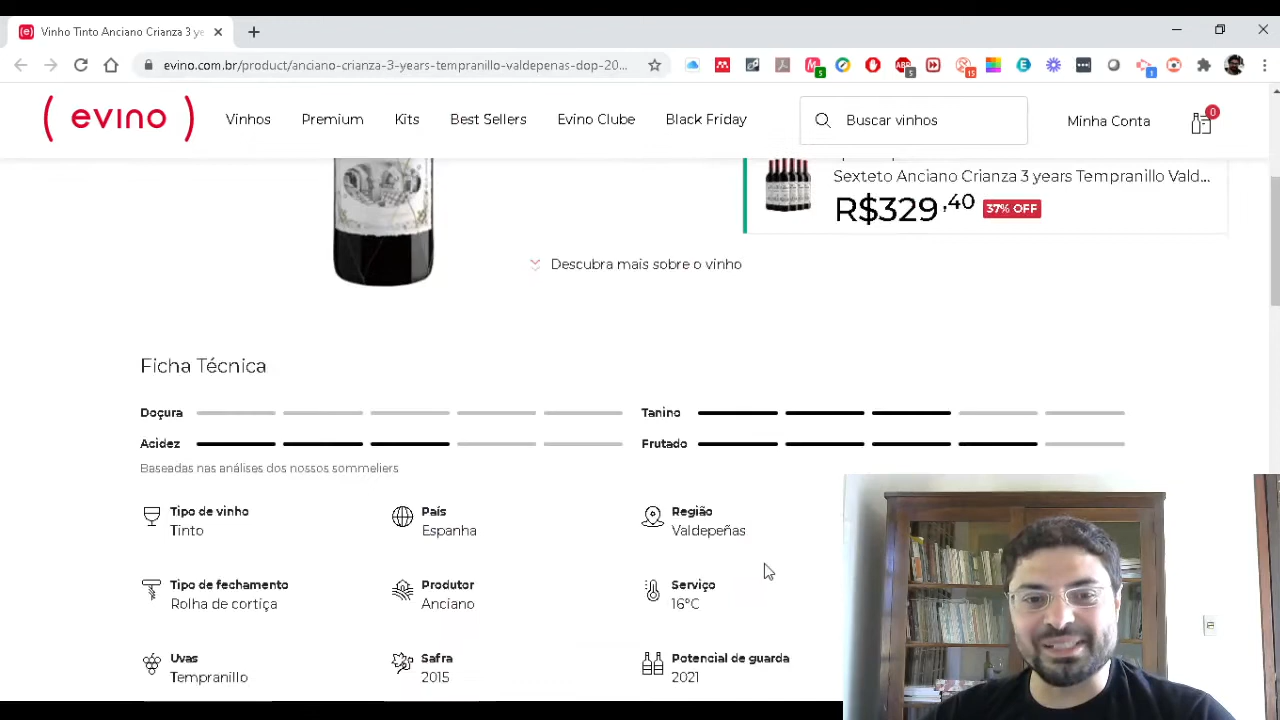 Vinho Tinto Anciano Crianza 3 ye
evino.com.br/product/anciano-crianza-3-years-tempranillo-valdepenas-dop-20...
5
5
15
1
( evino )
Vinhos
Premium
Kits
Best Sellers
Evino Clube
Black Friday
Buscar vinhos
Minha Conta
0
Sexteto Anciano Crianza 3 years Tempranillo Vald...
R$329,40 37% OFF
Descubra mais sobre o vinho
Ficha Técnica
Doçura
Tanino
Acidez
Frutado
Baseadas nas análises dos nossos sommeliers
Tipo de vinho
Tinto
País
Espanha
Região
Valdepeñas
Tipo de fechamento
Rolha de cortiça
Produtor
Anciano
Serviço
16°C
Uvas
Tempranillo
Safra
2015
Potencial de guarda
2021